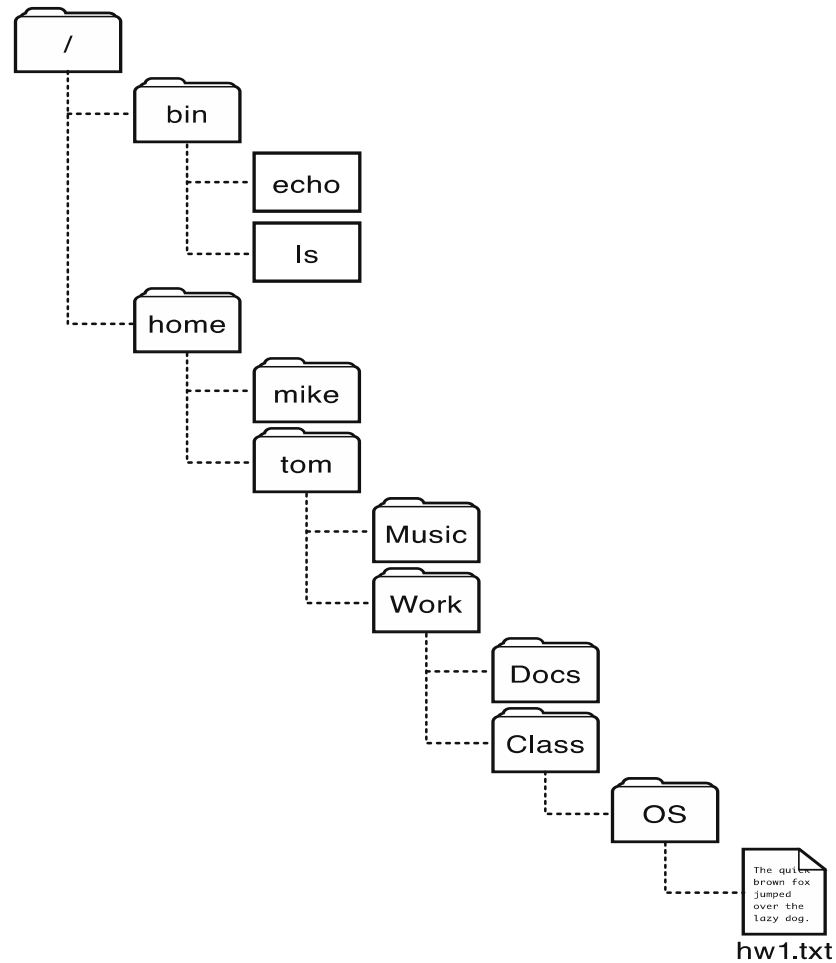 /
bin
echo
ls
home
mike
tom
Music
Work
Docs
Class
OS
The quick
brown fox
jumped
over the
lazy dog.
hw1.txt